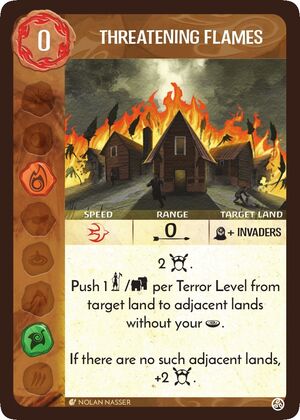 0 THREATENING FLAMES
SPEED RANGE TARGET LAND
0 + INVADERS
2 .
Push 1 / per Terror Level from
target land to adjacent lands
without your .
If there are no such adjacent lands,
+2 .
NOLAN NASSER